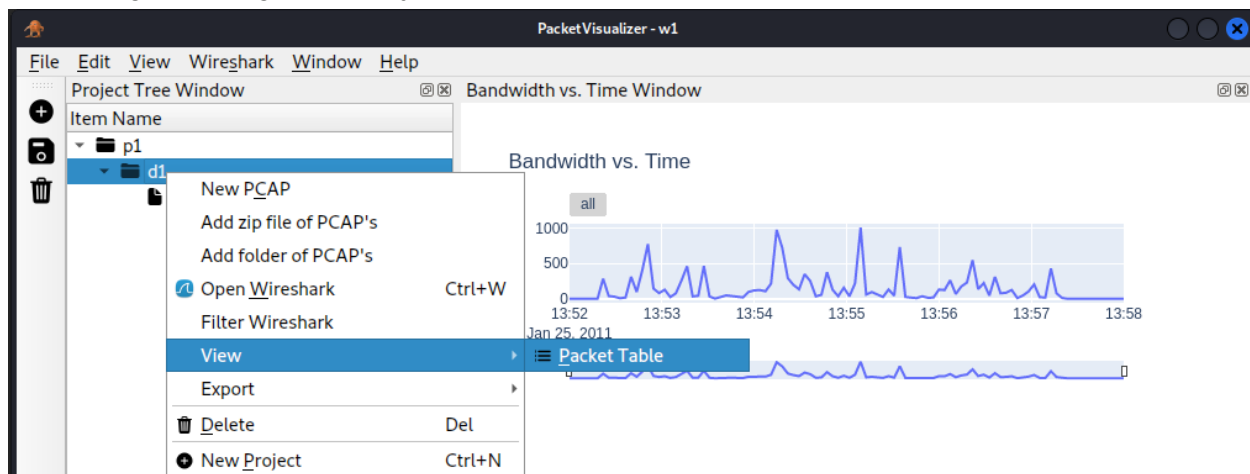 PacketVisualizer - w1
File Edit View Wireshark Window Help
Project Tree Window
Bandwidth vs. Time Window
Item Name
p1
d1
New PCAP
Add zip file of PCAP's
Add folder of PCAP's
Open Wireshark Ctrl+W
Filter Wireshark
View
Packet Table
Export
Delete Del
New Project Ctrl+N
Bandwidth vs. Time
all
1000
500
0
13:52 13:53 13:54 13:55 13:56 13:57 13:58
Jan 25, 2011